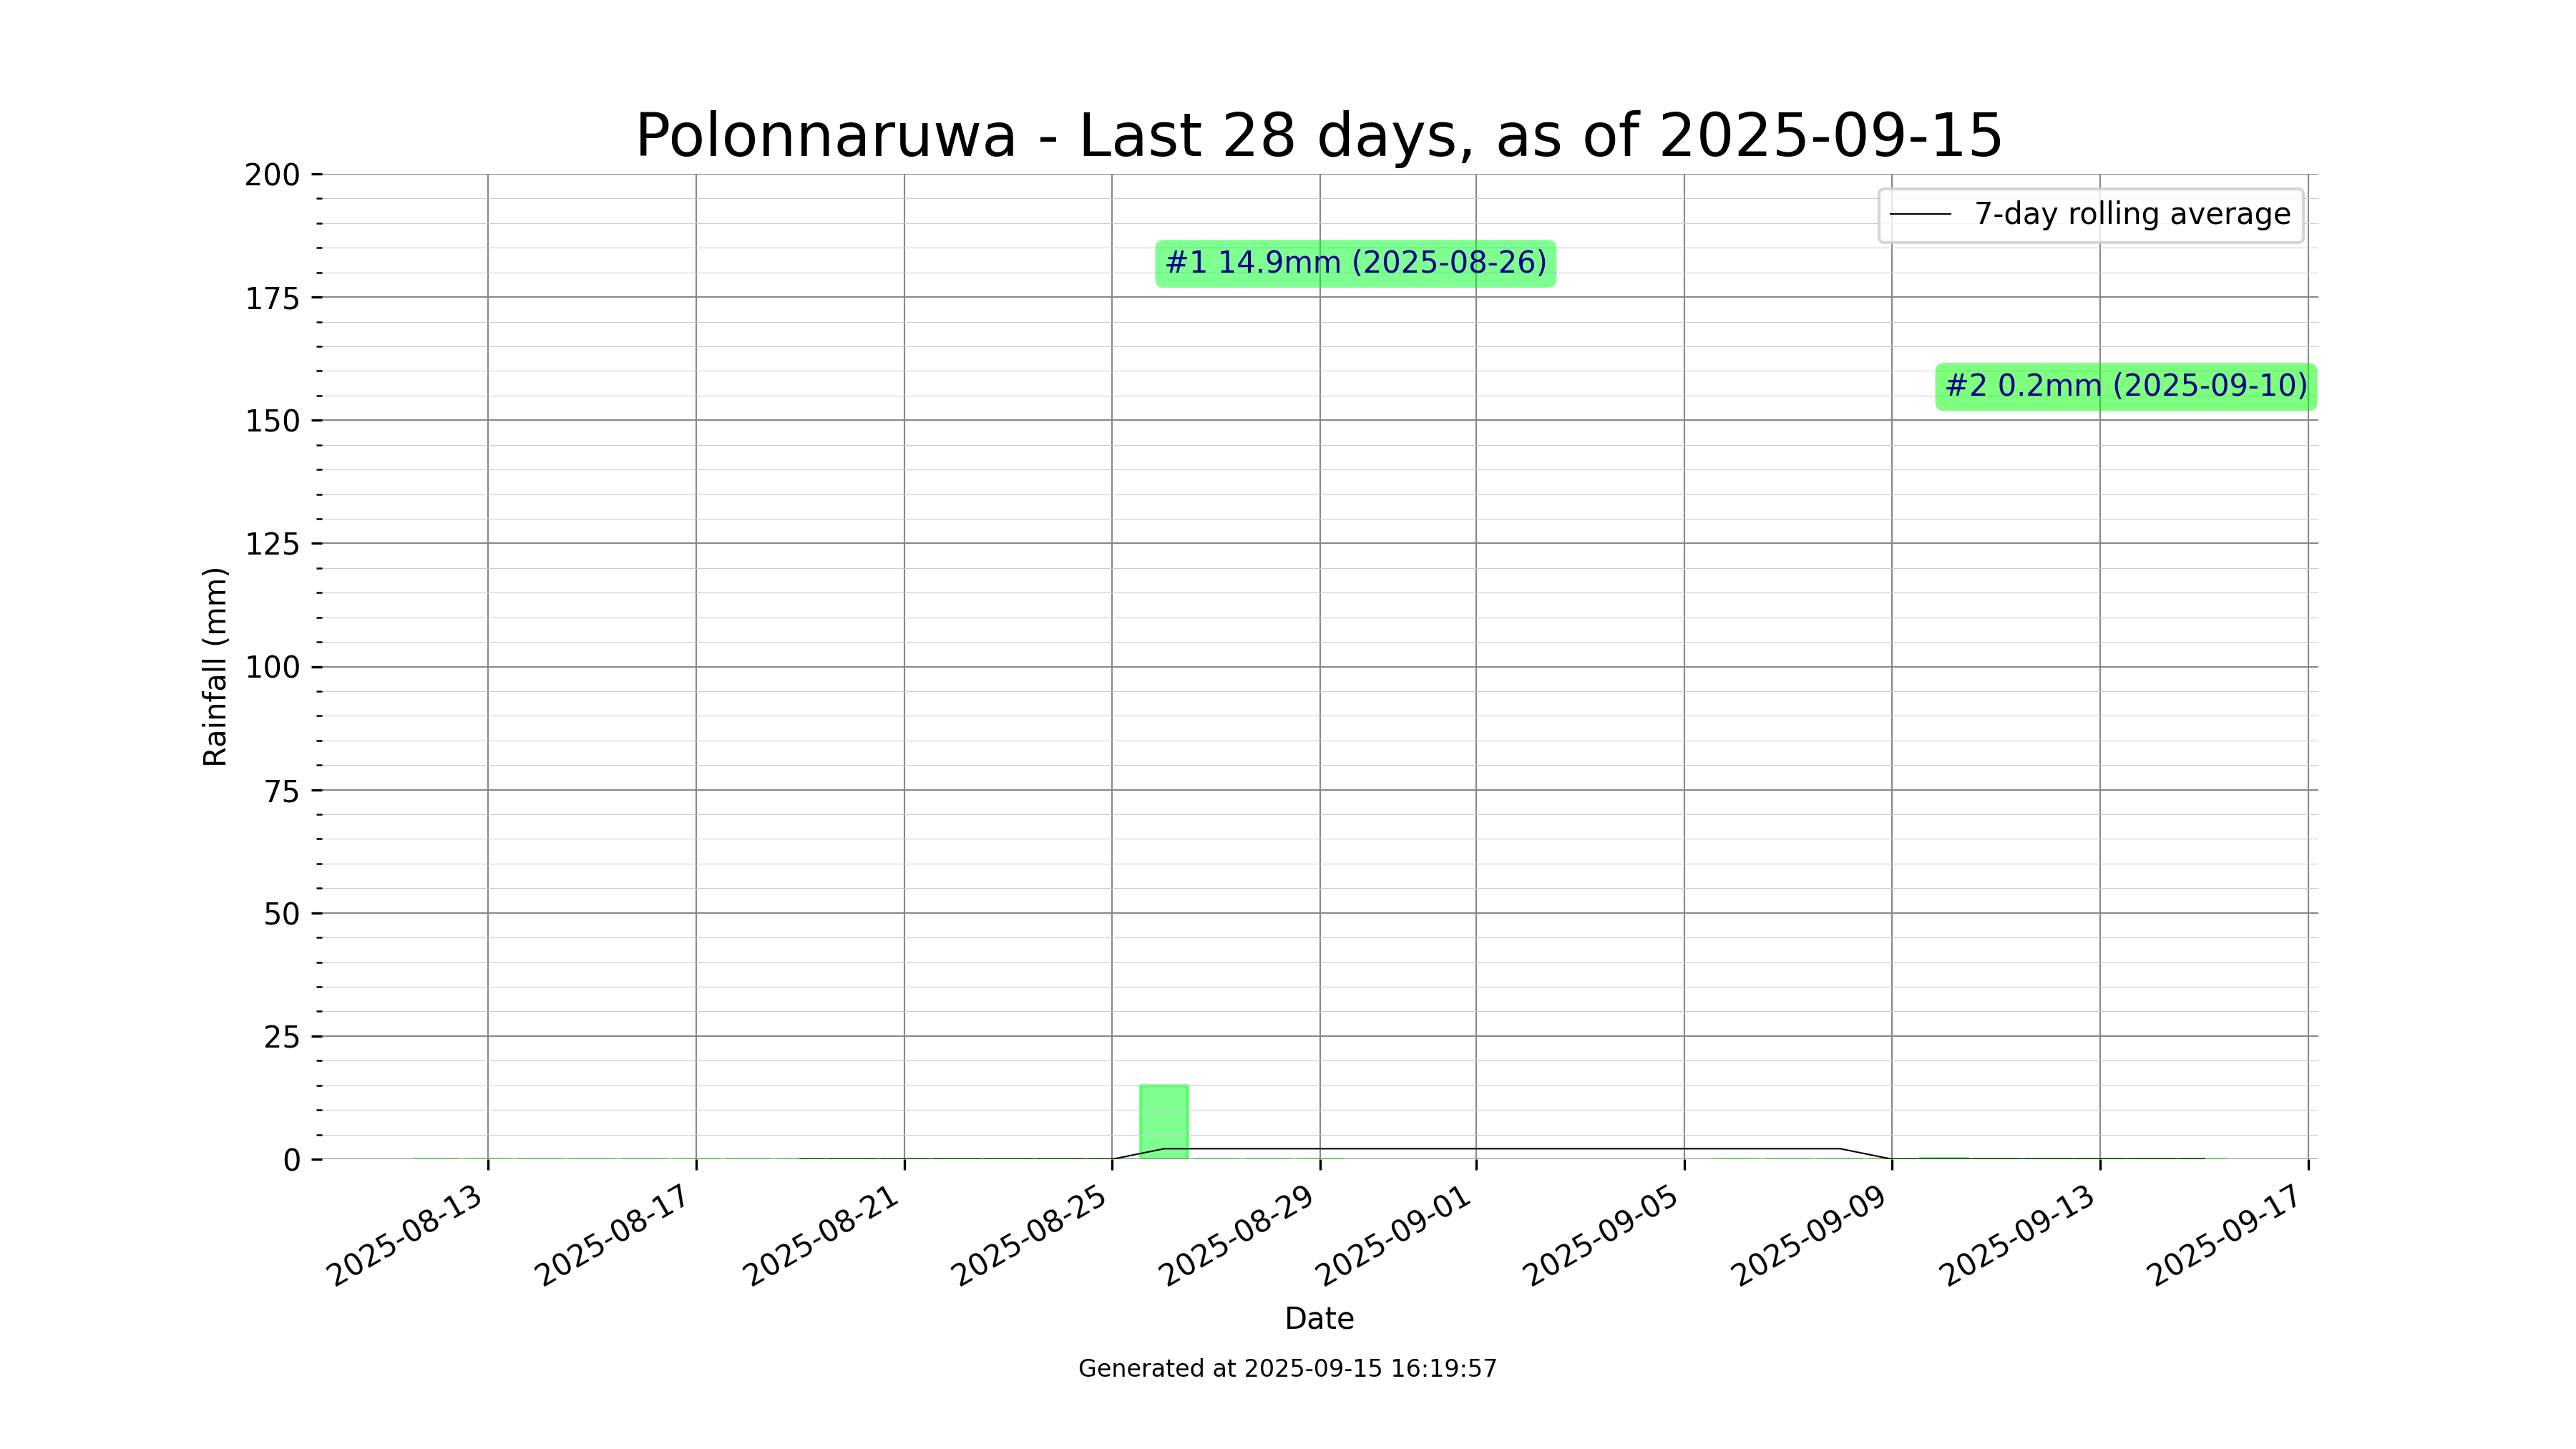 Polonnaruwa - Last 28 days, as of 2025-09-15
7-day rolling average
#1 14.9mm (2025-08-26)
#2 0.2mm (2025-09-10)
Rainfall (mm)
200
175
150
125
100
75
50
25
0
2025-08-13
2025-08-17
2025-08-21
2025-08-25
2025-08-29
2025-09-01
2025-09-05
2025-09-09
2025-09-13
2025-09-17
Date
Generated at 2025-09-15 16:19:57